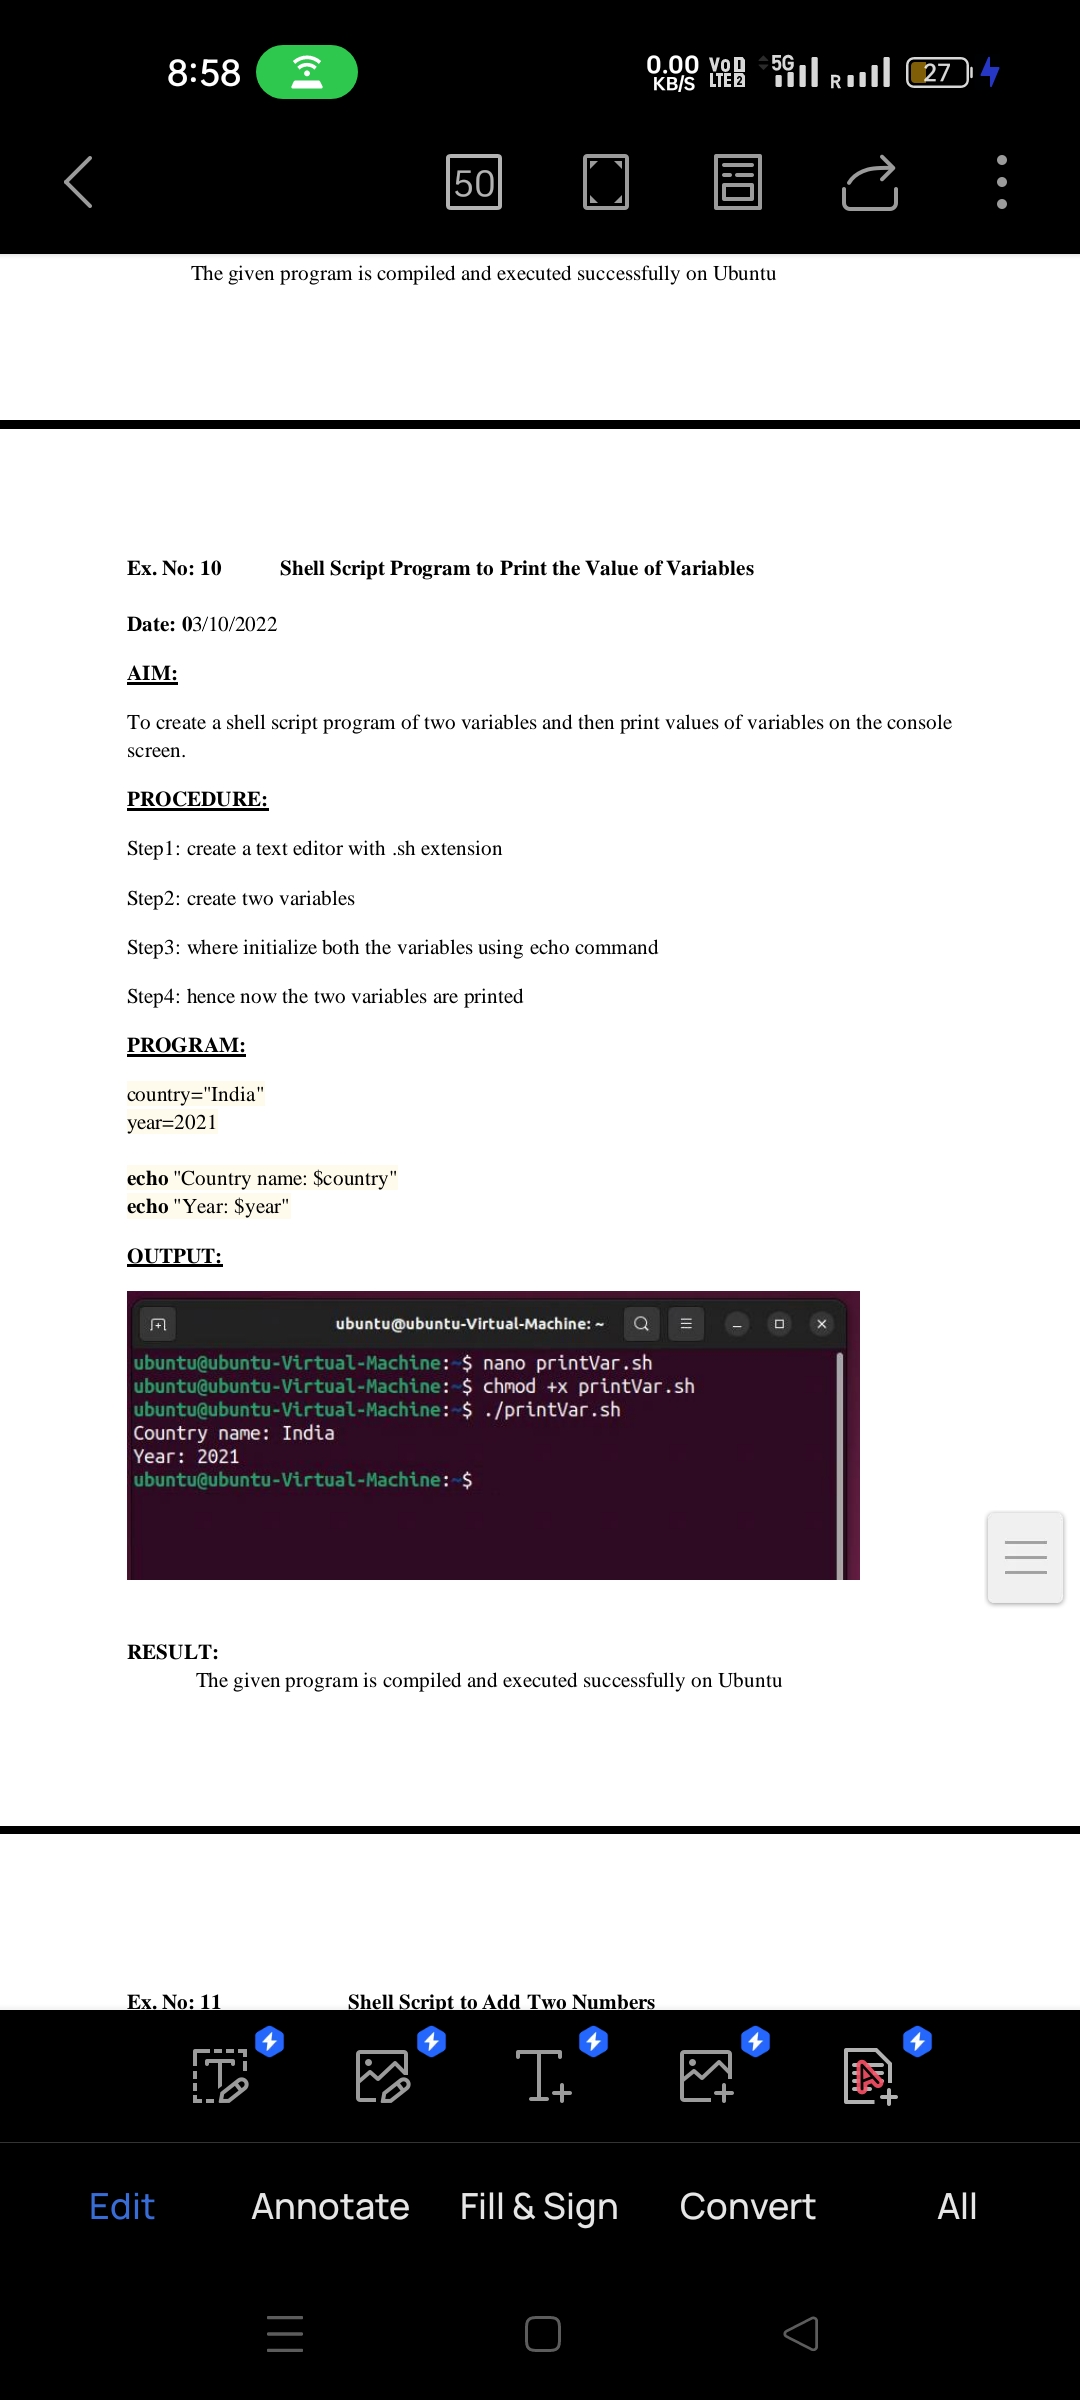 8:58
0.00 KB/S VoD LTE 2 5G R 27
50
The given program is compiled and executed successfully on Ubuntu
Ex. No: 10 Shell Script Program to Print the Value of Variables
Date: 03/10/2022
AIM:
To create a shell script program of two variables and then print values of variables on the console
screen.
PROCEDURE:
Step1: create a text editor with .sh extension
Step2: create two variables
Step3: where initialize both the variables using echo command
Step4: hence now the two variables are printed
PROGRAM:
country="India"
year=2021
echo "Country name: $country"
echo "Year: $year"
OUTPUT:
ubuntu@ubuntu-Virtual-Machine: ~
ubuntu@ubuntu-Virtual-Machine:~$ nano printVar.sh
ubuntu@ubuntu-Virtual-Machine:~$ chmod +x printVar.sh
ubuntu@ubuntu-Virtual-Machine:~$ ./printVar.sh
Country name: India
Year: 2021
ubuntu@ubuntu-Virtual-Machine:~$
RESULT:
The given program is compiled and executed successfully on Ubuntu
Ex. No: 11 Shell Script to Add Two Numbers
Edit Annotate Fill & Sign Convert All